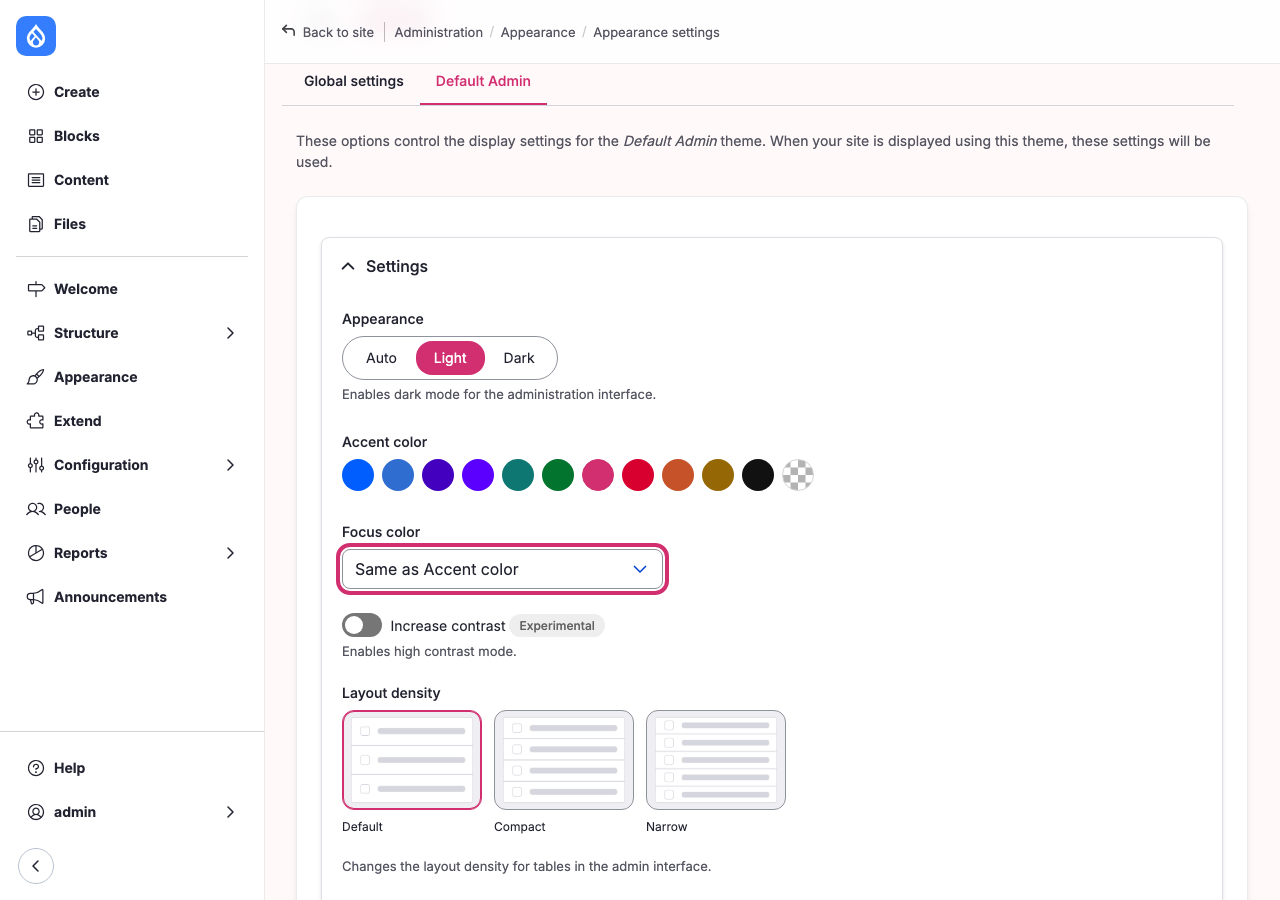 Create
Blocks
Content
Files
Welcome
Structure
Appearance
Extend
Configuration
People
Reports
Announcements
Help
admin
Back to site
Administration / Appearance / Appearance settings
Global settings
Default Admin
These options control the display settings for the Default Admin theme. When your site is displayed using this theme, these settings will be
used.
Settings
Appearance
Auto Light Dark
Enables dark mode for the administration interface.
Accent color
Focus color
Same as Accent color
Increase contrast Experimental
Enables high contrast mode.
Layout density
Default Compact Narrow
Changes the layout density for tables in the admin interface.